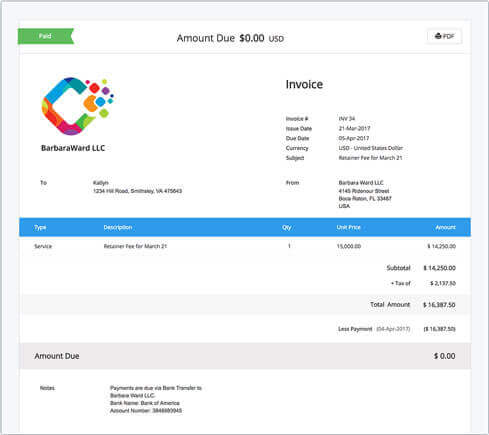 Paid
Amount Due $0.00 USD
PDF
Invoice
BarbaraWard LLC
Invoice # INV 34
Issue Date 21-Mar-2017
Due Date 05-Apr-2017
Currency USD - United States Dollar
Subject Retainer Fee for March 21
To Kallyn
1234 Hill Road, Smithsley, VA 475643
From Barbara Ward LLC
4145 Ridenour Street
Boca Raton, FL 33487
USA
Type Description Qty Unit Price Amount
Service Retainer Fee for March 21 1 15,000.00 $ 14,250.00
Subtotal $ 14,250.00
+ Tax of $ 2,137.50
Total Amount $ 16,387.50
Less Payment (04-Apr-2017) ($ 16,387.50)
Amount Due $ 0.00
Notes Payments are due via Bank Transfer to
Barbara Ward LLC.
Bank Name: Bank of America
Account Number: 3846683945